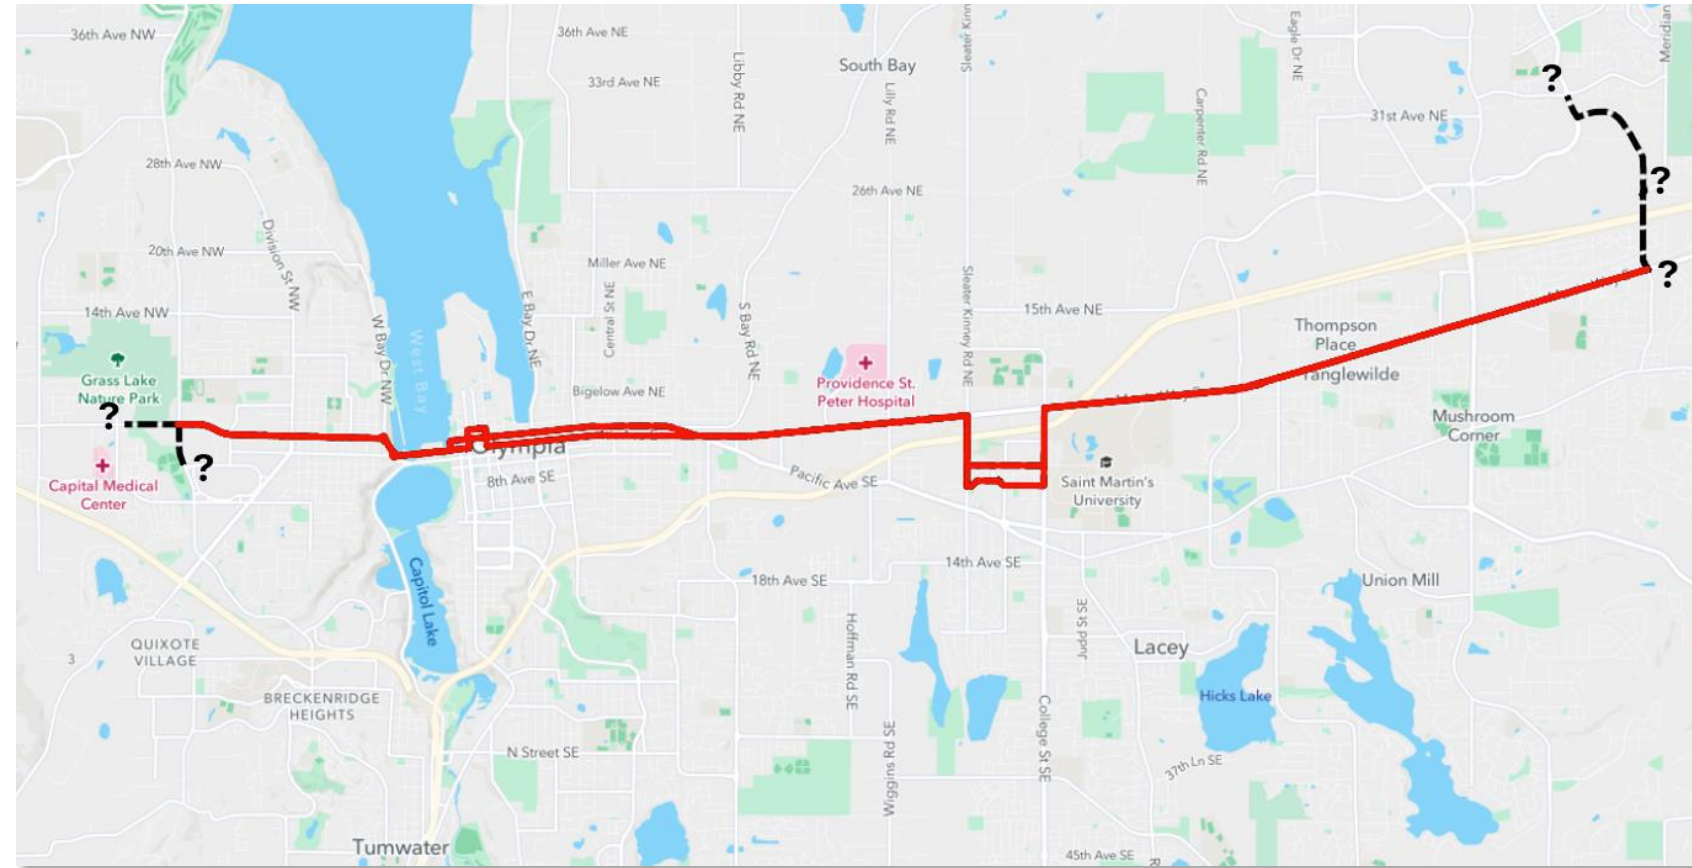 36th Ave NW
36th Ave NE
33rd Ave NE
Libby Rd NE
South Bay
Lilly Rd NE
Sleater Kinn
Eagle Dr NE
Meridian
?
31st Ave NE
Carpenter Rd NE
28th Ave NW
26th Ave NE
?
Division St NW
20th Ave NW
Miller Ave NE
?
Sleater Kinney Rd NE
14th Ave NW
W Bay Dr NW
West Bay
E Bay Dr NE
Central St NE
S Bay Rd NE
15th Ave NE
Thompson
Place
Tanglewilde
Grass Lake
Nature Park
?
Bigelow Ave NE
Providence St.
Peter Hospital
Mushroom
Corner
Olympia
?
Capital Medical
Center
8th Ave SE
Pacific Ave SE
Saint Martin's
University
14th Ave SE
18th Ave SE
Union Mill
Capitol Lake
Hoffman Rd SE
Judd St SE
Lacey
QUIXOTE
VILLAGE
3
BRECKENRIDGE
HEIGHTS
Hicks Lake
College St SE
Wiggins Rd SE
N Street SE
37th Ln SE
Tumwater
45th Ave SE
R